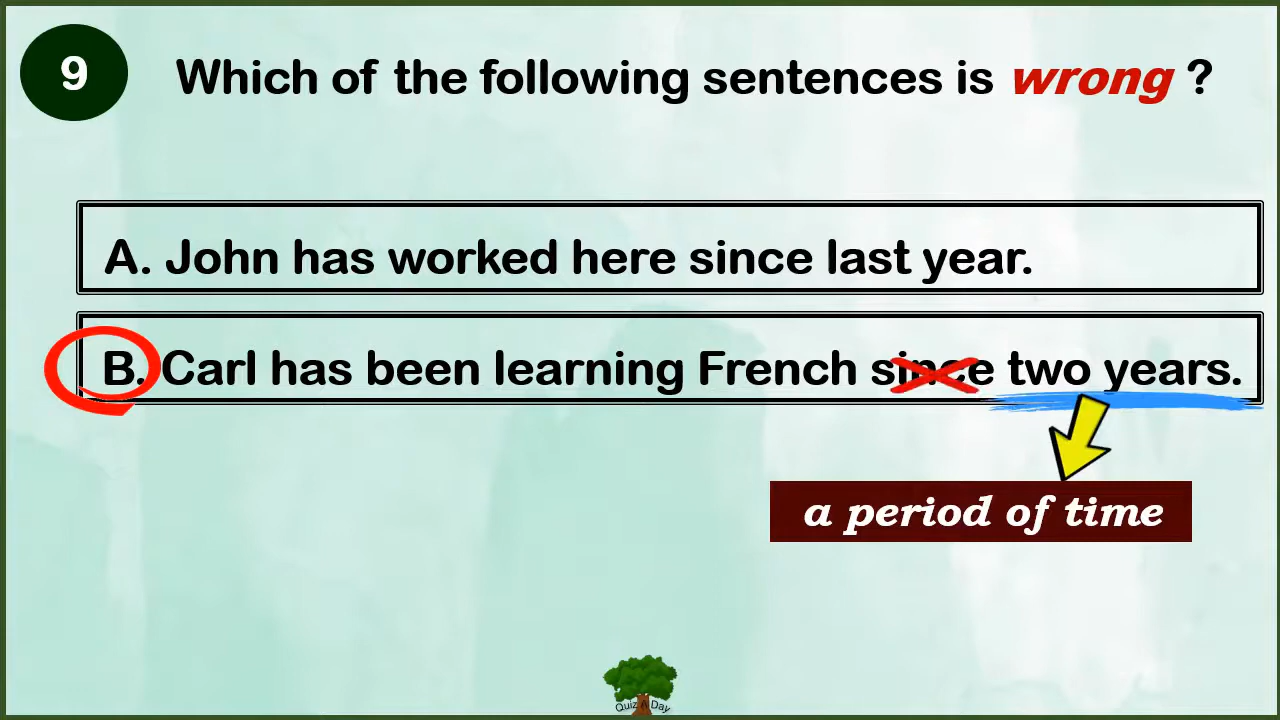 9
Which of the following sentences is wrong ?
A. John has worked here since last year.
B. Carl has been learning French since two years.
a period of time
Quiz A Day